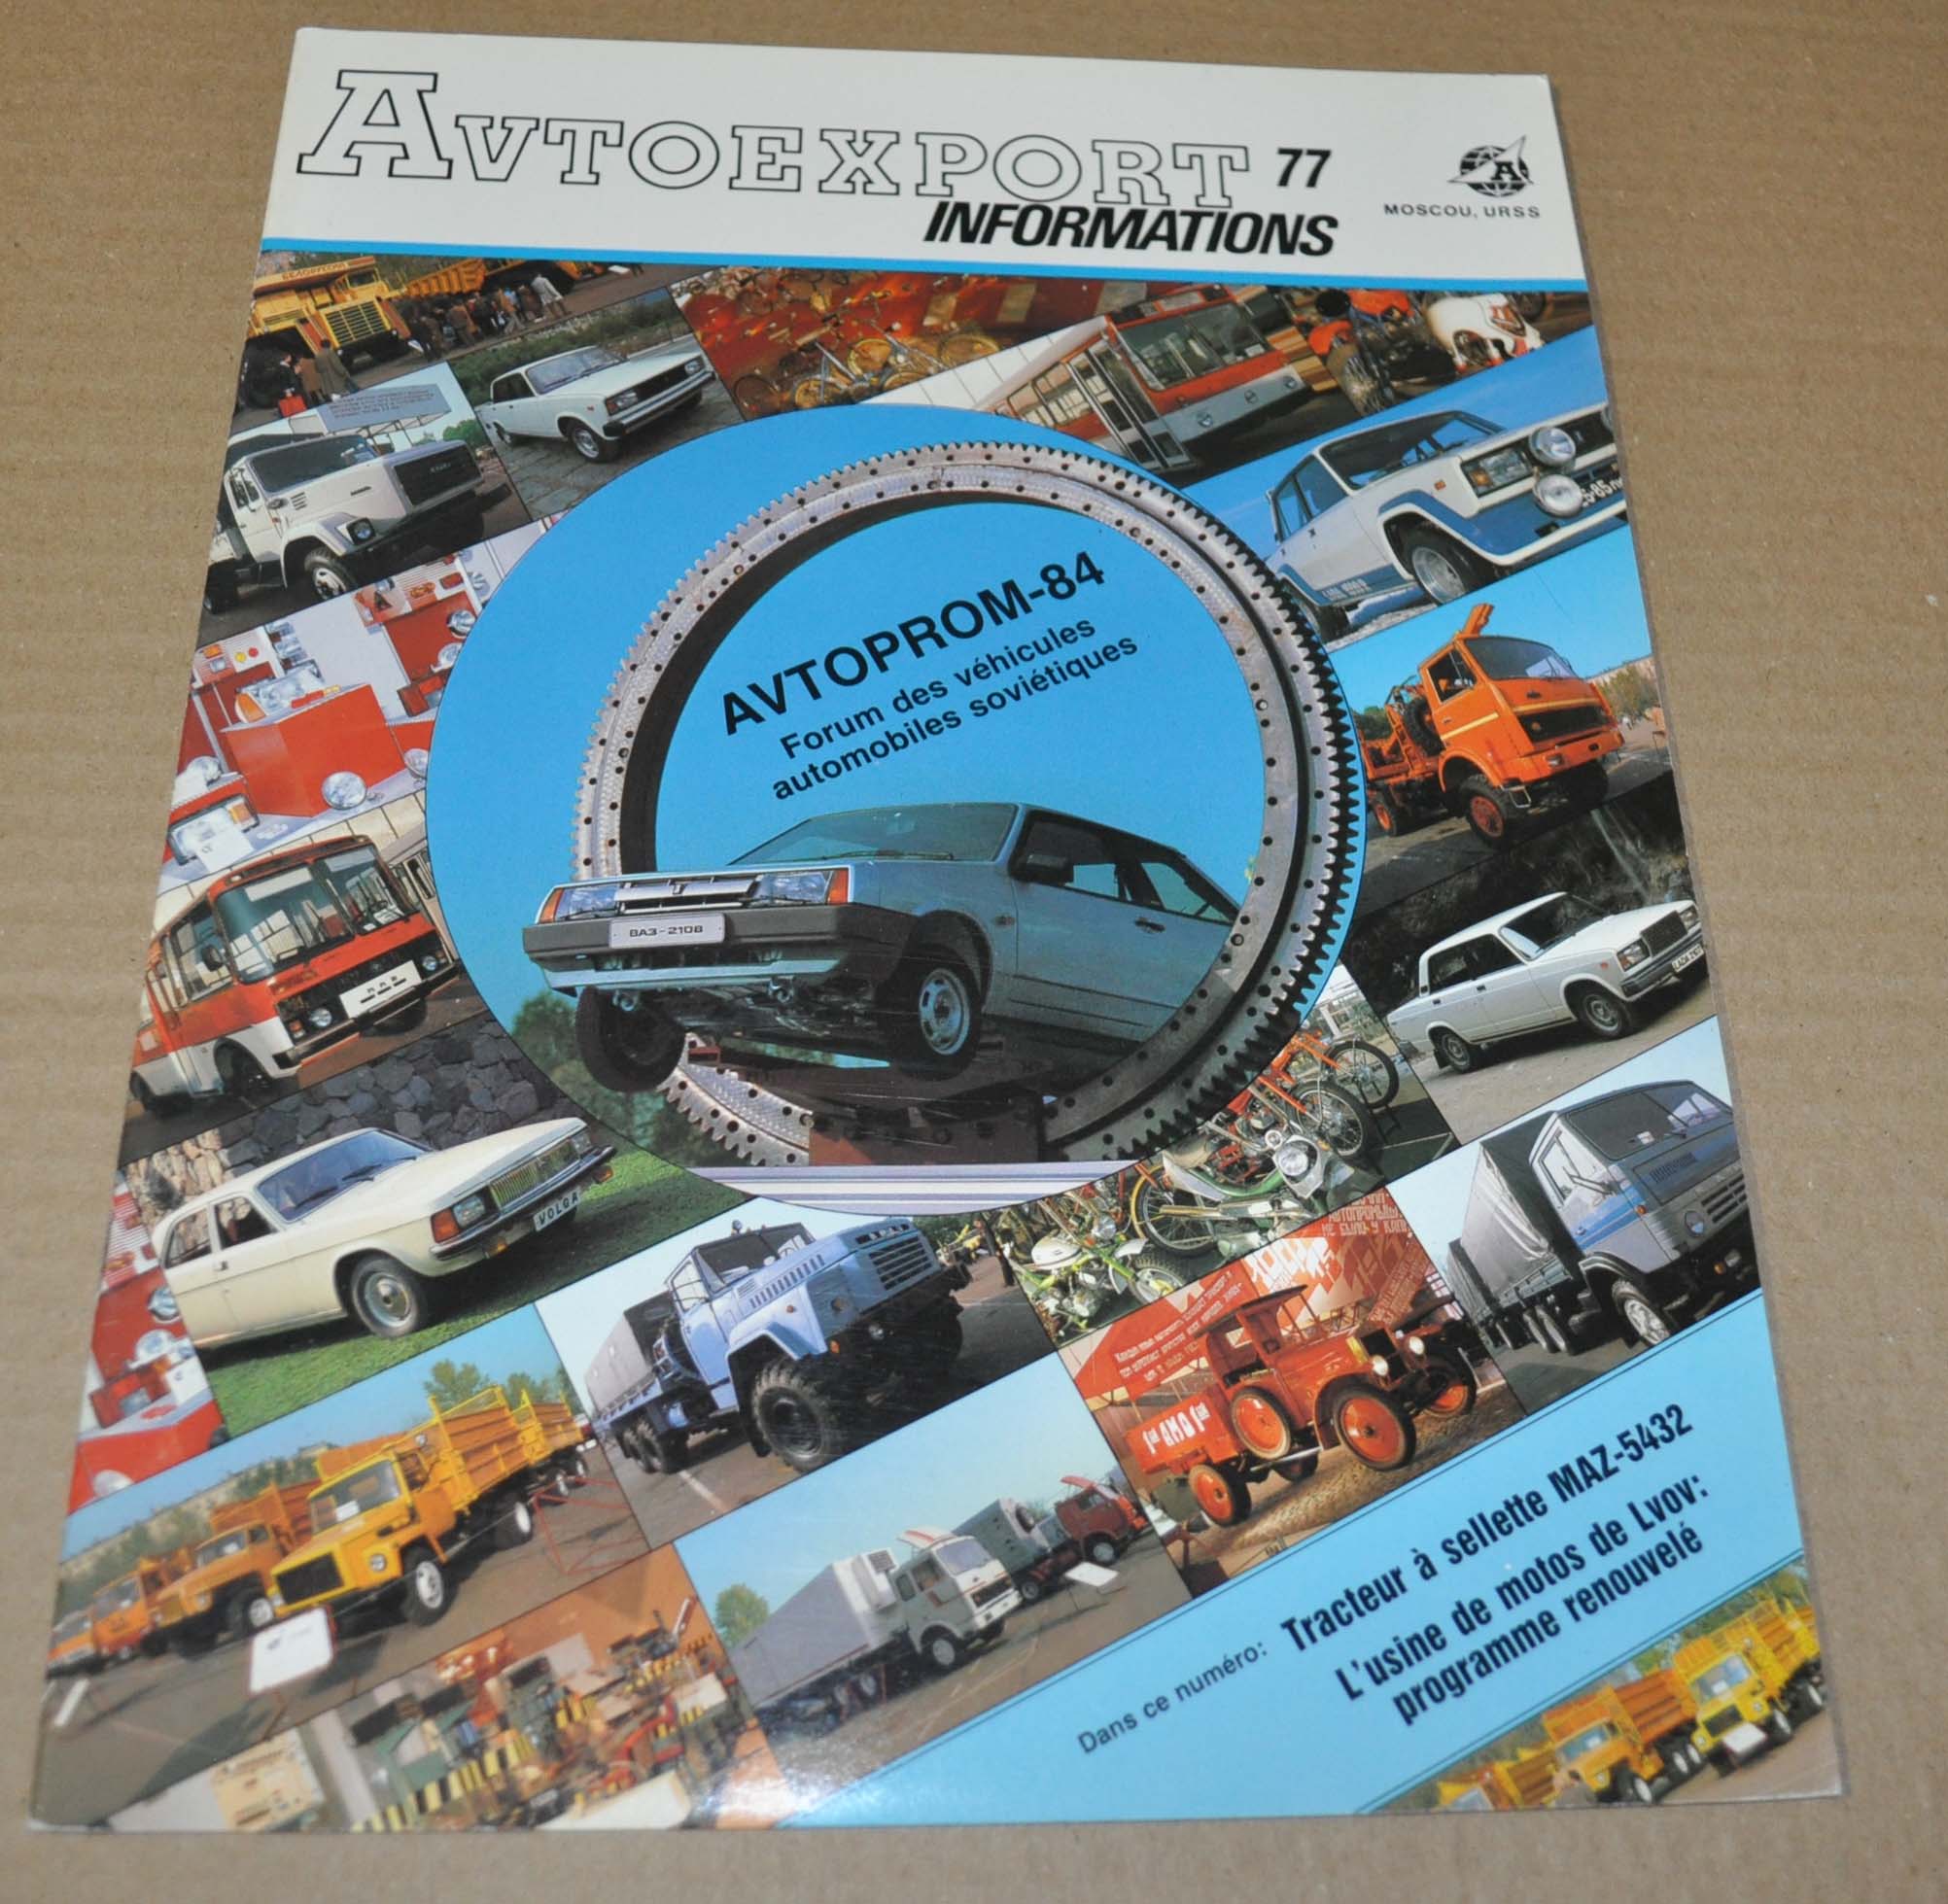 AVTOEXPORT 77
INFORMATIONS
A
MOSCOU, URSS
AVTOPROM-84
Forum des véhicules
automobiles soviétiques
ВАЗ-2108
VOLGA
Dans ce numéro: Tracteur à sellette MAZ-5432
L'usine de motos de Lvov:
programme renouvelé